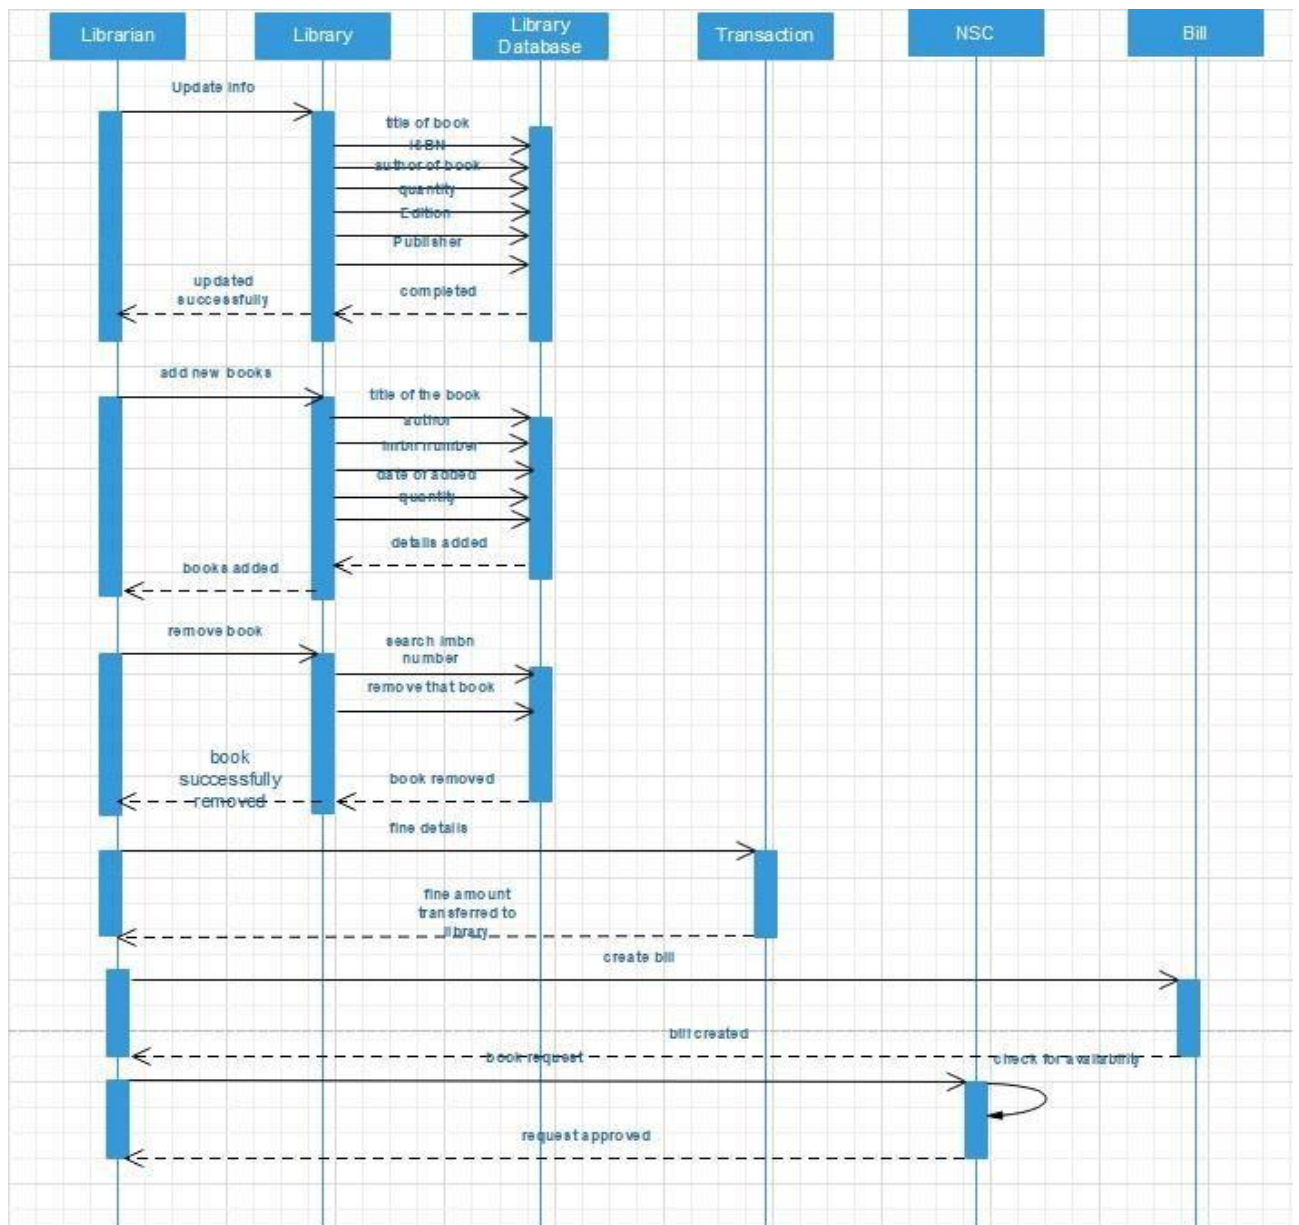 Librarian
Library
Library
Database
Transaction
NSC
Bill
Update info
title of book
ISBN
author of book
quantity
Edition
Publisher
updated
successfully
completed
add new books
title of the book
author
imbn number
date of added
quantity
details added
books added
remove book
search imbn
number
remove that book
book
successfully
removed
book removed
fine details
fine amount
transferred to
library
create bill
bill created
book request
check for availability
request approved